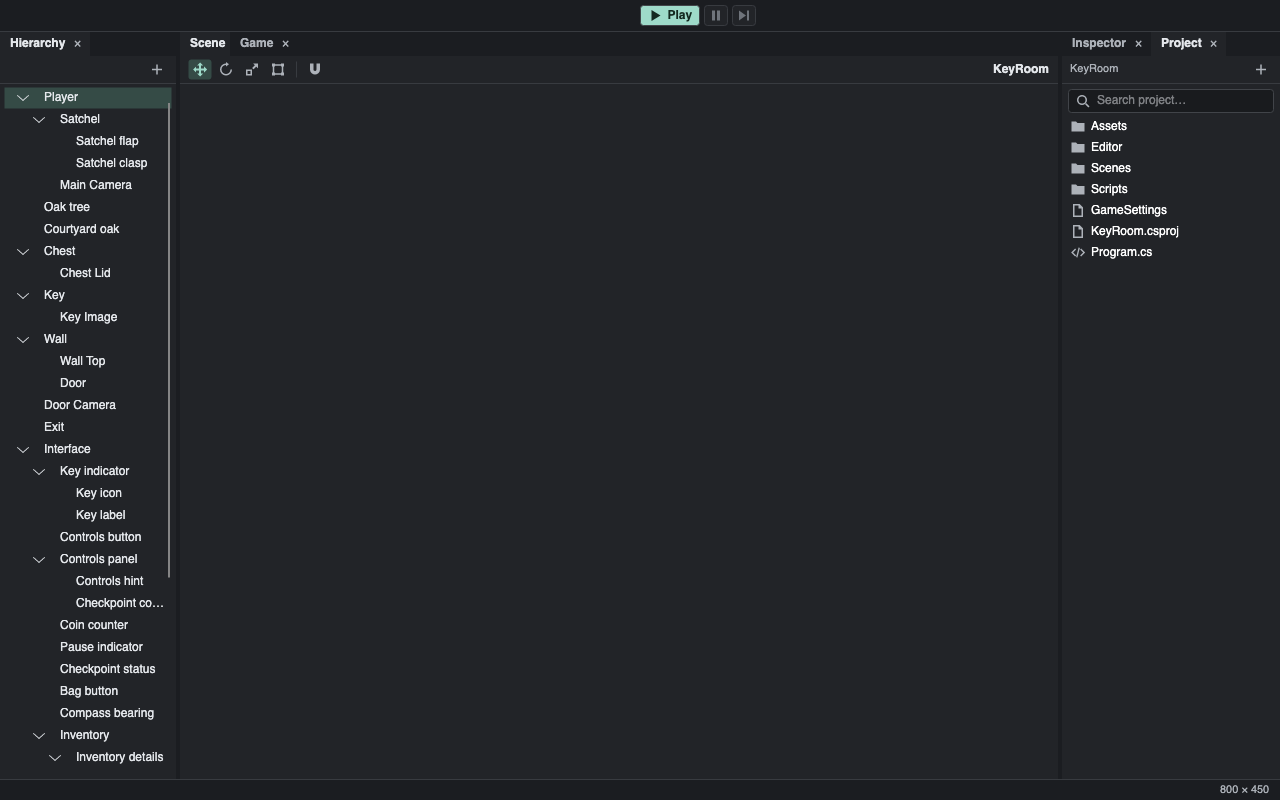 Play
Hierarchy
Scene
Game
Inspector
Project
KeyRoom
KeyRoom
Search project...
Player
Satchel
Satchel flap
Satchel clasp
Main Camera
Oak tree
Courtyard oak
Chest
Chest Lid
Key
Key Image
Wall
Wall Top
Door
Door Camera
Exit
Interface
Key indicator
Key icon
Key label
Controls button
Controls panel
Controls hint
Checkpoint co...
Coin counter
Pause indicator
Checkpoint status
Bag button
Compass bearing
Inventory
Inventory details
Assets
Editor
Scenes
Scripts
GameSettings
KeyRoom.csproj
Program.cs
800 × 450